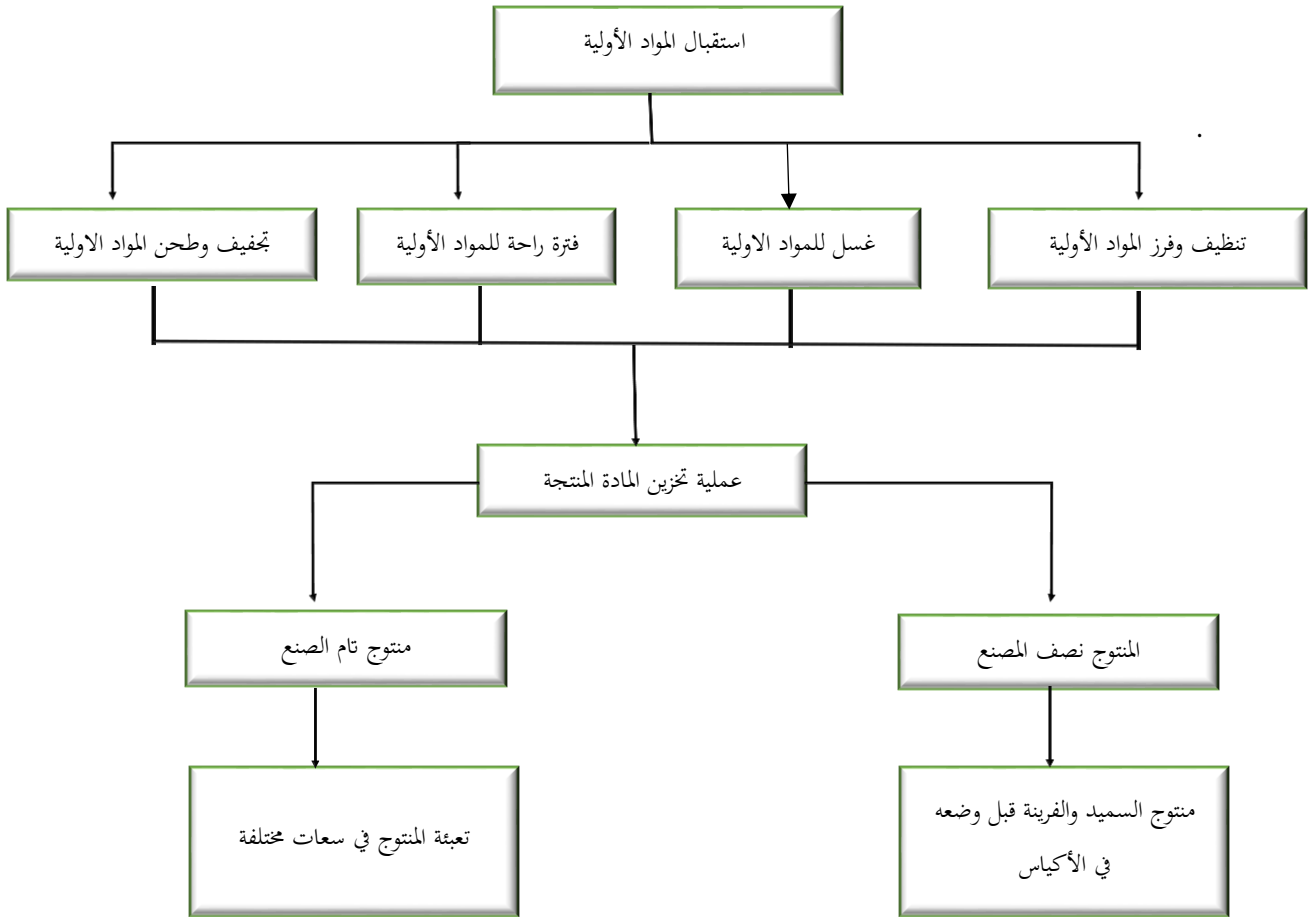 استقبال المواد الأولية
تنظيف وفرز المواد الأولية
غسل للمواد الاولية
فترة راحة للمواد الأولية
تجفيف وطحن المواد الاولية
عملية تخزين المادة المنتجة
المنتوج نصف المصنع
منتوج تام الصنع
منتوج السميد والفرينة قبل وضعه
في الأكياس
تعبئة المنتوج في سعات مختلفة